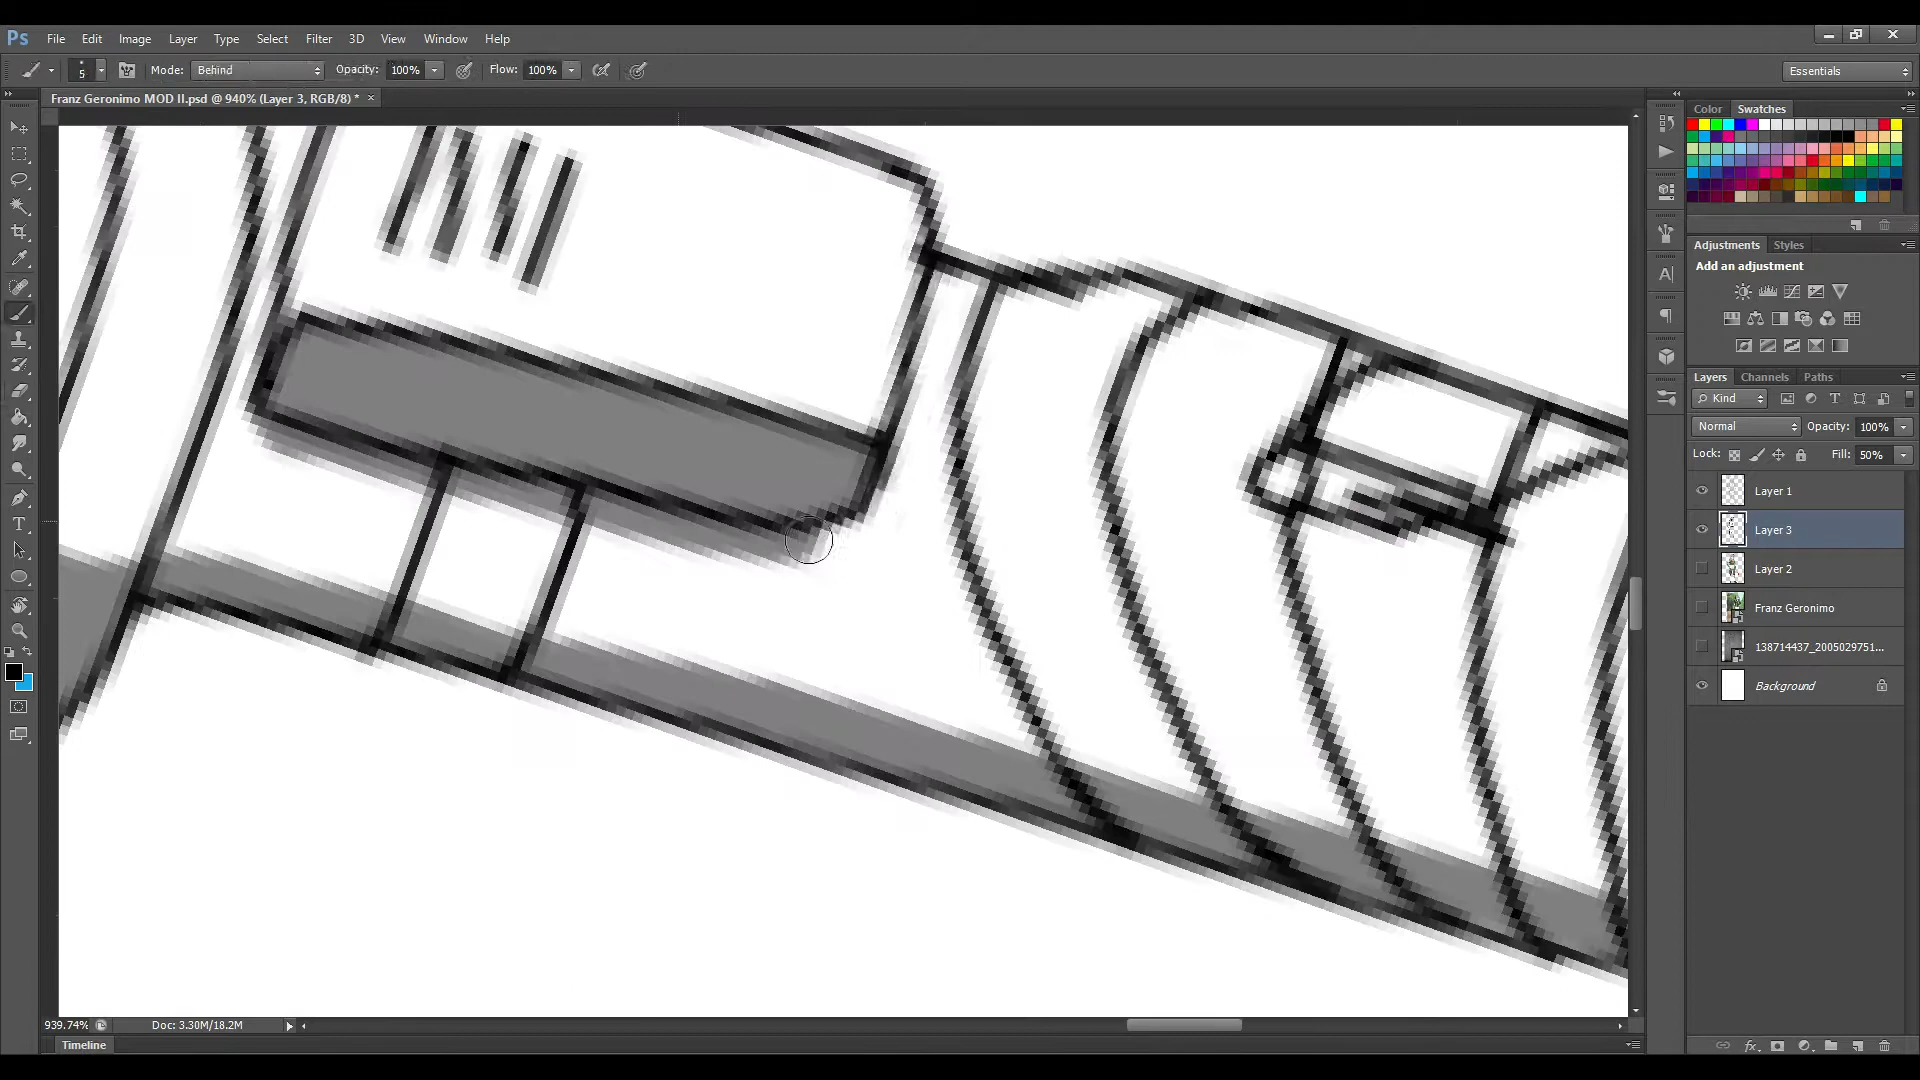 Ps File Edit Image Layer Type Select Filter 3D View Window Help
5 Mode: Behind Opacity: 100% Flow: 100% Essentials
Franz Geronimo MOD II.psd @ 940% (Layer 3, RGB/8) * ×
Color Swatches
Adjustments Styles
Add an adjustment
Layers Channels Paths
Kind
Normal Opacity: 100%
Lock: Fill: 50%
Layer 1
Layer 3
Layer 2
Franz Geronimo
138714437_2005029751...
Background
939.74% Doc: 3.30M/18.2M
Timeline